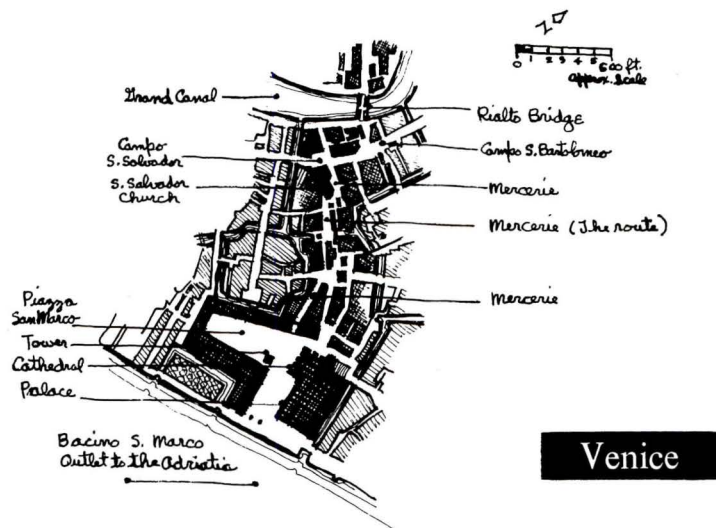 N
0 1 2 3 4 5 600 ft.
approx. scale
Grand Canal
Rialto Bridge
Campo
S. Salvador
Campo S. Bartolomeo
S. Salvador
Church
Mercerie
Mercerie (The route)
Mercerie
Piazza
San Marco
Tower
Cathedral
Palace
Bacino S. Marco
Outlet to the Adriatic
Venice